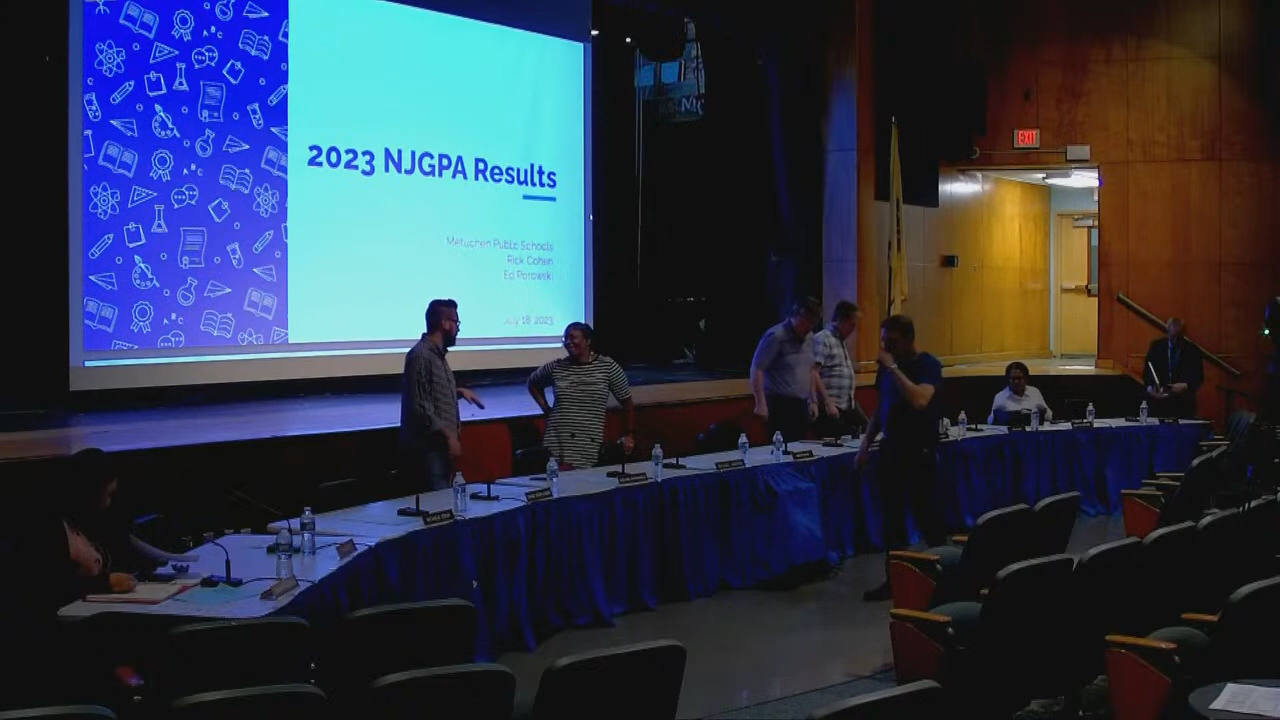 2023 NJGPA Results
Metuchen Public Schools
Rick Cohen
Ed Porowski
July 18, 2023
EXIT